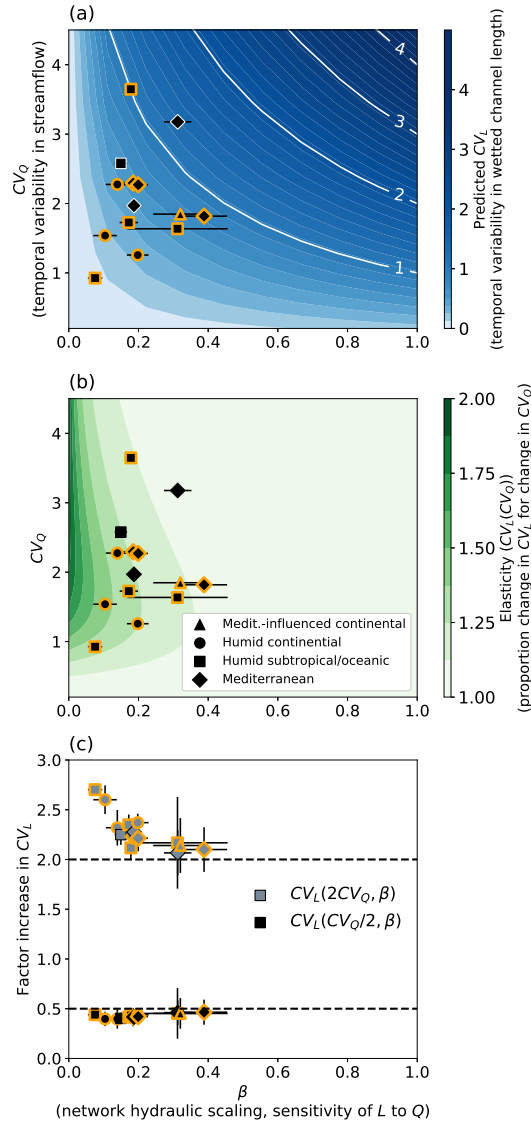 (a)
4
3
2
1
CV_Q
(temporal variability in streamflow)
0.0 0.2 0.4 0.6 0.8 1.0
4
3
2
1
4
3
2
1
0
Predicted CV_L
(temporal variability in wetted channel length)
(b)
4
3
2
1
CV_Q
0.0 0.2 0.4 0.6 0.8 1.0
Medit.-influenced continental
Humid continental
Humid subtropical/oceanic
Mediterranean
2.00
1.75
1.50
1.25
1.00
Elasticity (CV_L(CV_Q))
(proportion change in CV_L for change in CV_Q)
(c)
3.0
2.5
2.0
1.5
1.0
0.5
0.0
Factor increase in CV_L
CV_L(2CV_Q, β)
CV_L(CV_Q/2, β)
0.0 0.2 0.4 0.6 0.8 1.0
β
(network hydraulic scaling, sensitivity of L to Q)